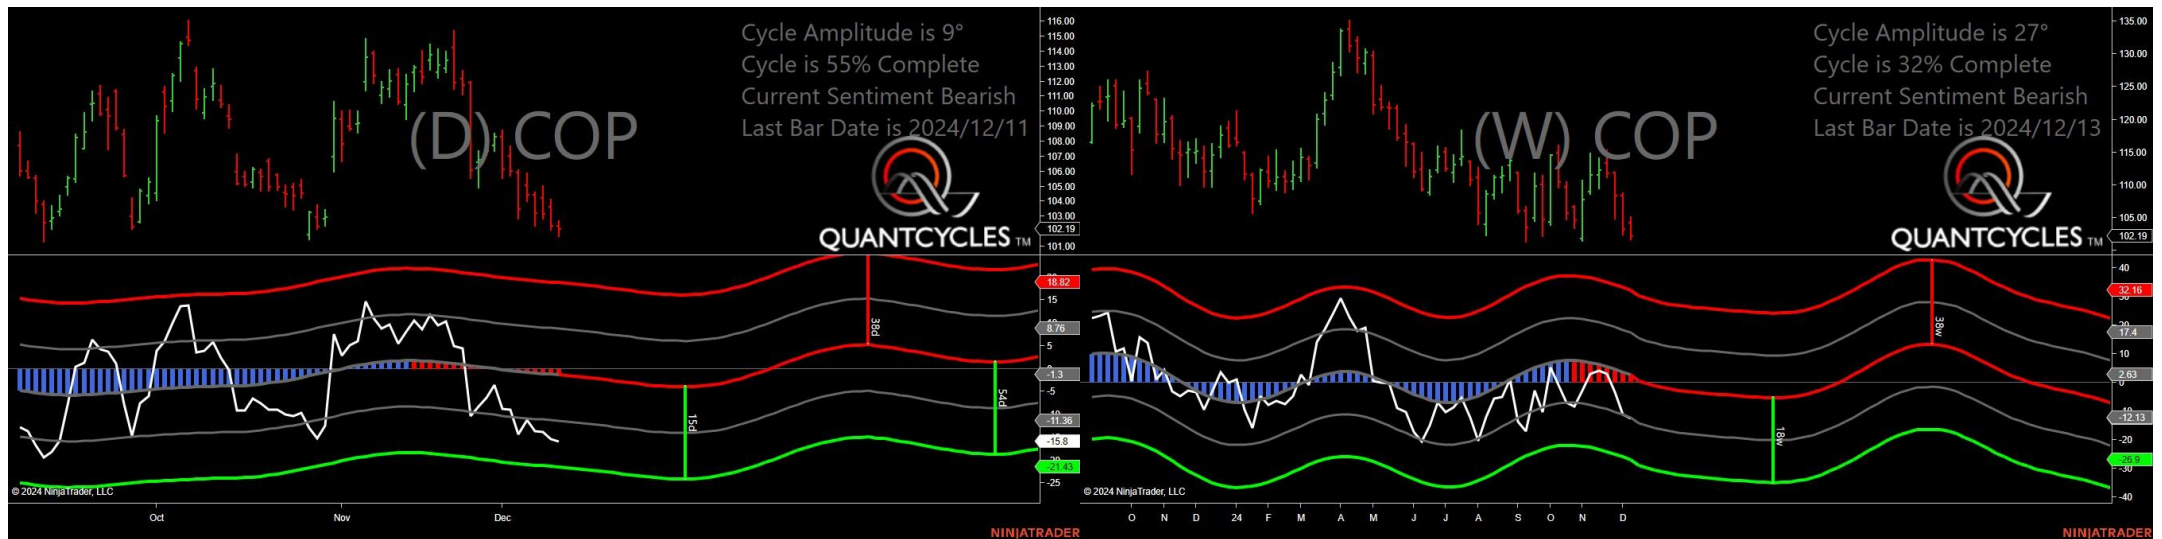 Cycle Amplitude is 9°
Cycle is 55% Complete
Current Sentiment Bearish
Last Bar Date is 2024/12/11
(D) COP
QUANTCYCLES TM
116.00
115.00
114.00
113.00
112.00
111.00
110.00
109.00
108.00
107.00
106.00
105.00
104.00
103.00
102.19
101.00
18.82
15
8.76
5
-1.3
-5
-11.36
-15.8
-21.43
-25
38d
15d
54d
© 2024 NinjaTrader, LLC
Oct
Nov
Dec
NINJATRADER
Cycle Amplitude is 27°
Cycle is 32% Complete
Current Sentiment Bearish
Last Bar Date is 2024/12/13
(W) COP
QUANTCYCLES TM
135.00
130.00
125.00
120.00
115.00
110.00
105.00
102.19
40
32.16
17.4
10
2.63
0
-12.13
-20
-26.9
-30
-40
38w
18w
© 2024 NinjaTrader, LLC
O
N
D
24
F
M
A
M
J
J
A
S
O
N
D
NINJATRADER